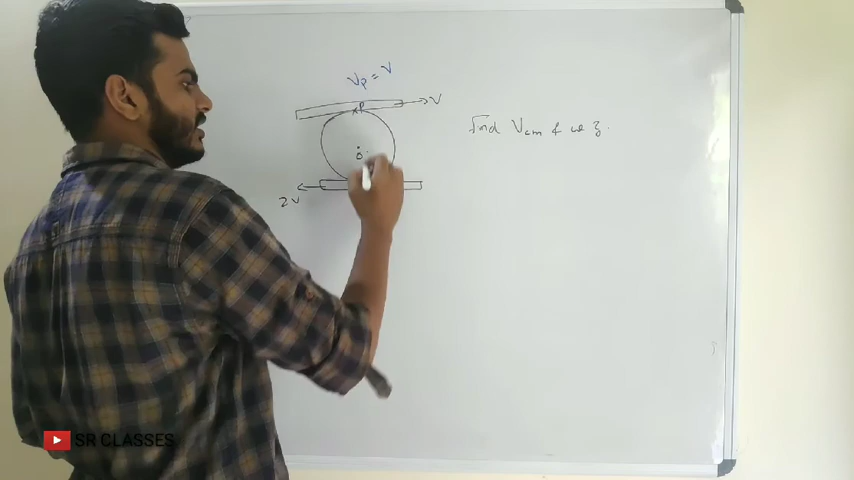 Vp = V
P
V
Find Vcm & ω ?.
O
2V
SR CLASSES